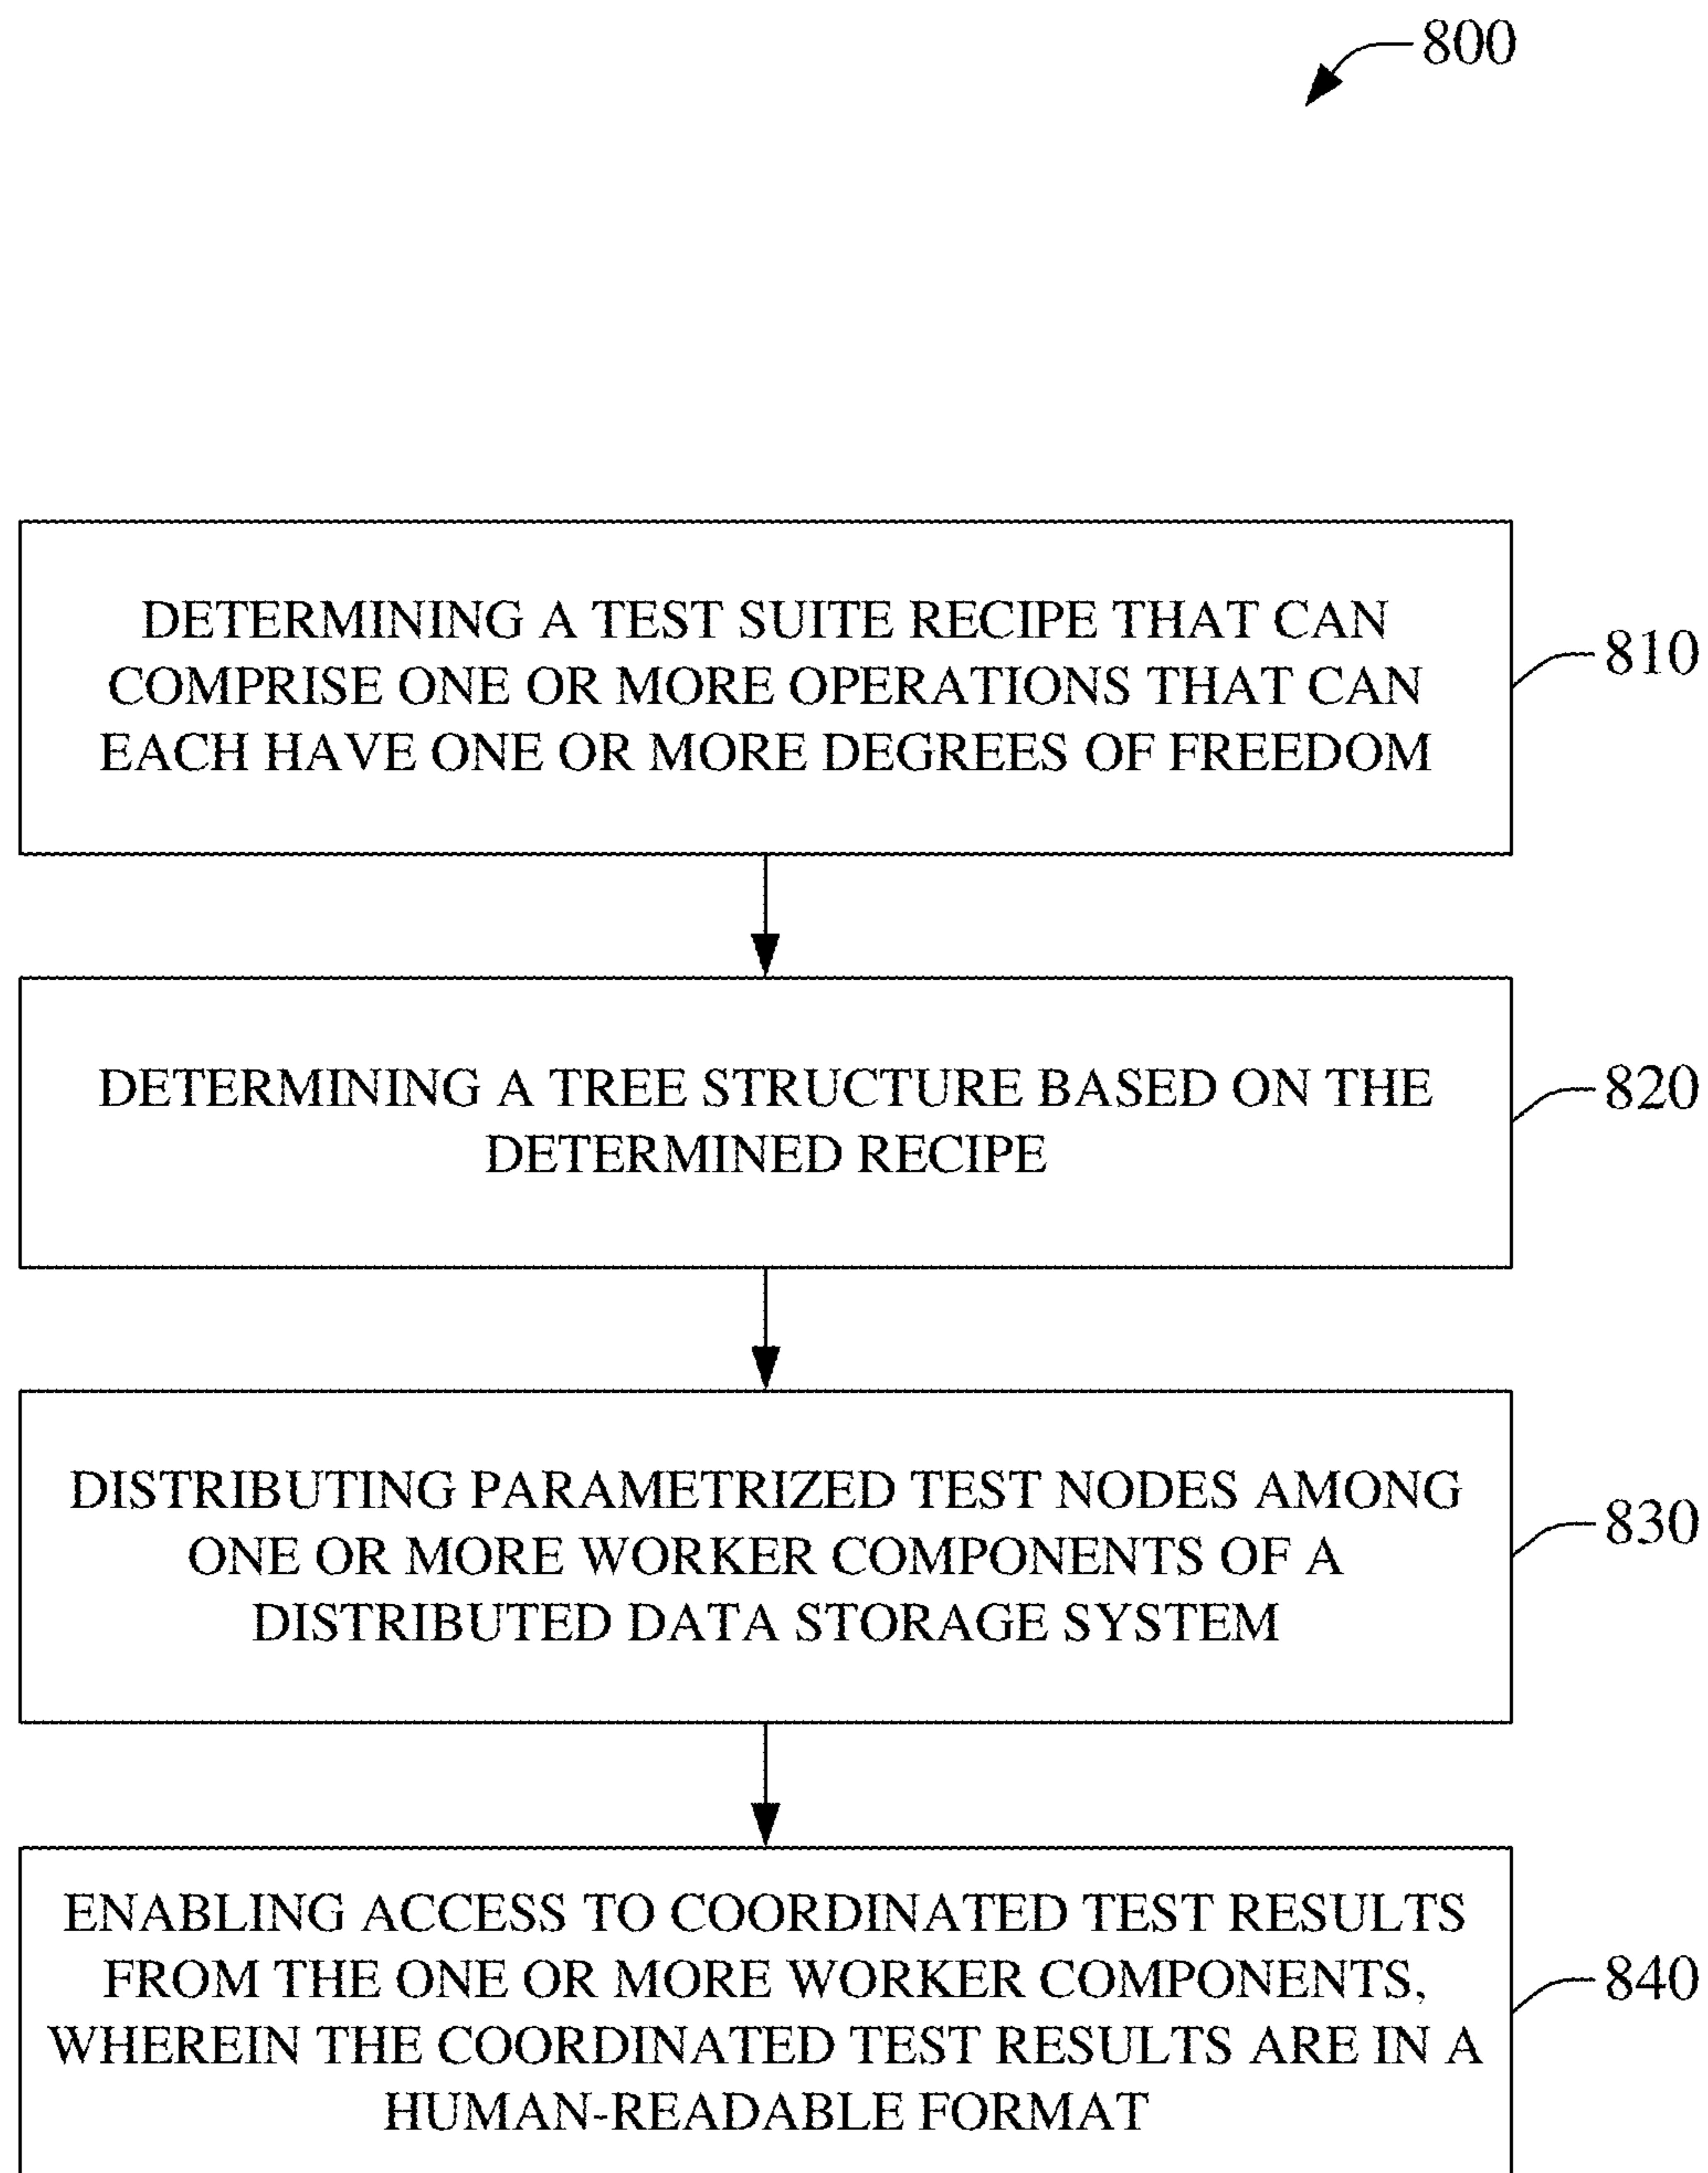 800
DETERMINING A TEST SUITE RECIPE THAT CAN
COMPRISE ONE OR MORE OPERATIONS THAT CAN
EACH HAVE ONE OR MORE DEGREES OF FREEDOM
810
DETERMINING A TREE STRUCTURE BASED ON THE
DETERMINED RECIPE
820
DISTRIBUTING PARAMETRIZED TEST NODES AMONG
ONE OR MORE WORKER COMPONENTS OF A
DISTRIBUTED DATA STORAGE SYSTEM
830
ENABLING ACCESS TO COORDINATED TEST RESULTS
FROM THE ONE OR MORE WORKER COMPONENTS,
WHEREIN THE COORDINATED TEST RESULTS ARE IN A
HUMAN-READABLE FORMAT
840